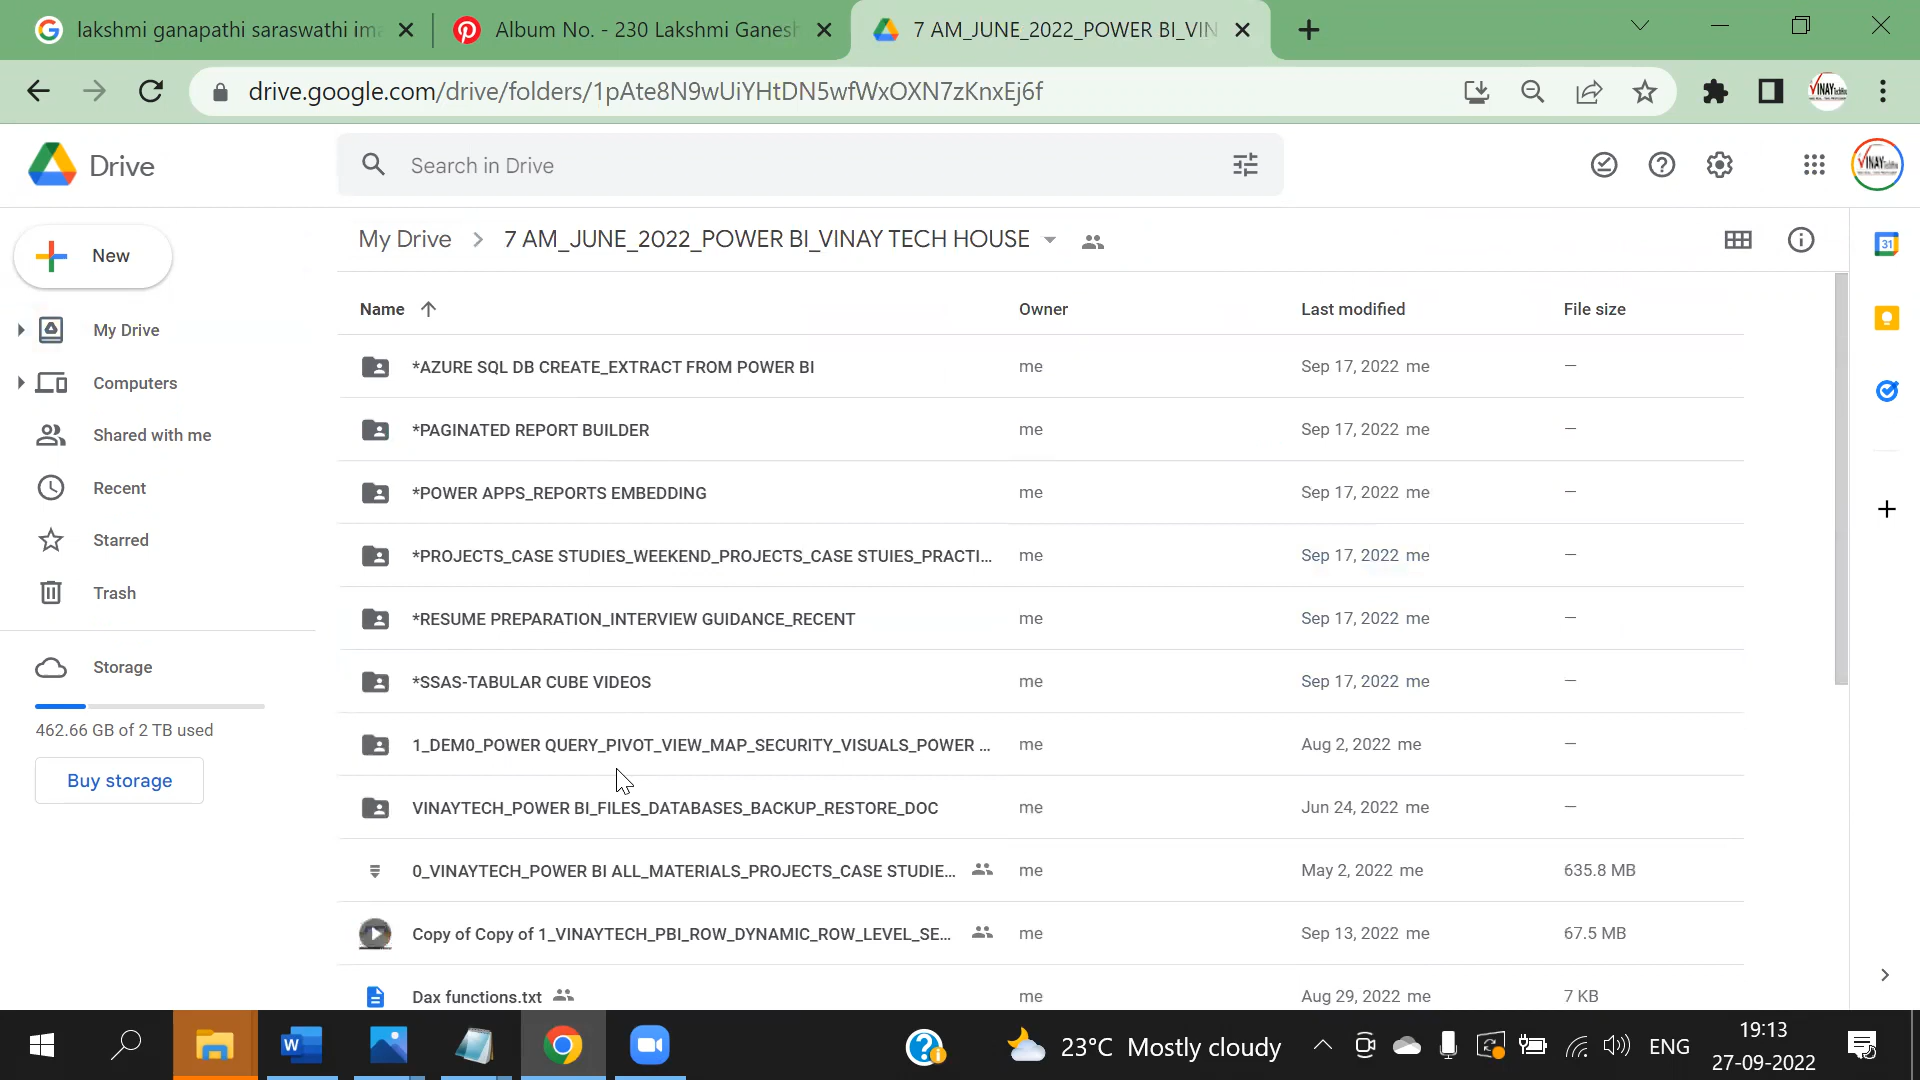 lakshmi ganapathi saraswathi ima
Album No. - 230 Lakshmi Ganesh
7 AM_JUNE_2022_POWER BI_VIN
drive.google.com/drive/folders/1pAte8N9wUiYHtDN5wfWxOXN7zKnxEj6f
Drive
Search in Drive
New
My Drive
Computers
Shared with me
Recent
Starred
Trash
Storage
462.66 GB of 2 TB used
Buy storage
My Drive > 7 AM_JUNE_2022_POWER BI_VINAY TECH HOUSE
Name Owner Last modified File size
*AZURE SQL DB CREATE_EXTRACT FROM POWER BI me Sep 17, 2022 me —
*PAGINATED REPORT BUILDER me Sep 17, 2022 me —
*POWER APPS_REPORTS EMBEDDING me Sep 17, 2022 me —
*PROJECTS_CASE STUDIES_WEEKEND_PROJECTS_CASE STUIES_PRACTI... me Sep 17, 2022 me —
*RESUME PREPARATION_INTERVIEW GUIDANCE_RECENT me Sep 17, 2022 me —
*SSAS-TABULAR CUBE VIDEOS me Sep 17, 2022 me —
1_DEM0_POWER QUERY_PIVOT_VIEW_MAP_SECURITY_VISUALS_POWER ... me Aug 2, 2022 me —
VINAYTECH_POWER BI_FILES_DATABASES_BACKUP_RESTORE_DOC me Jun 24, 2022 me —
0_VINAYTECH_POWER BI ALL_MATERIALS_PROJECTS_CASE STUDIE... me May 2, 2022 me 635.8 MB
Copy of Copy of 1_VINAYTECH_PBI_ROW_DYNAMIC_ROW_LEVEL_SE... me Sep 13, 2022 me 67.5 MB
Dax functions.txt me Aug 29, 2022 me 7 KB
31
23°C Mostly cloudy
ENG
19:13
27-09-2022